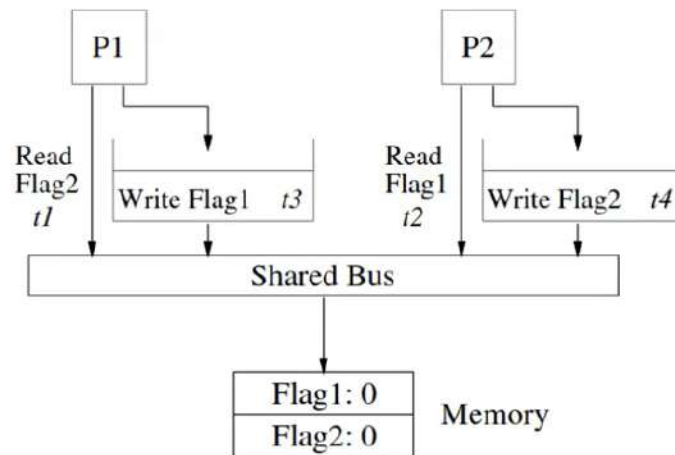 P1
P2
Read
Flag2
t1
Write Flag1 t3
Read
Flag1
t2
Write Flag2 t4
Shared Bus
Flag1: 0
Flag2: 0
Memory